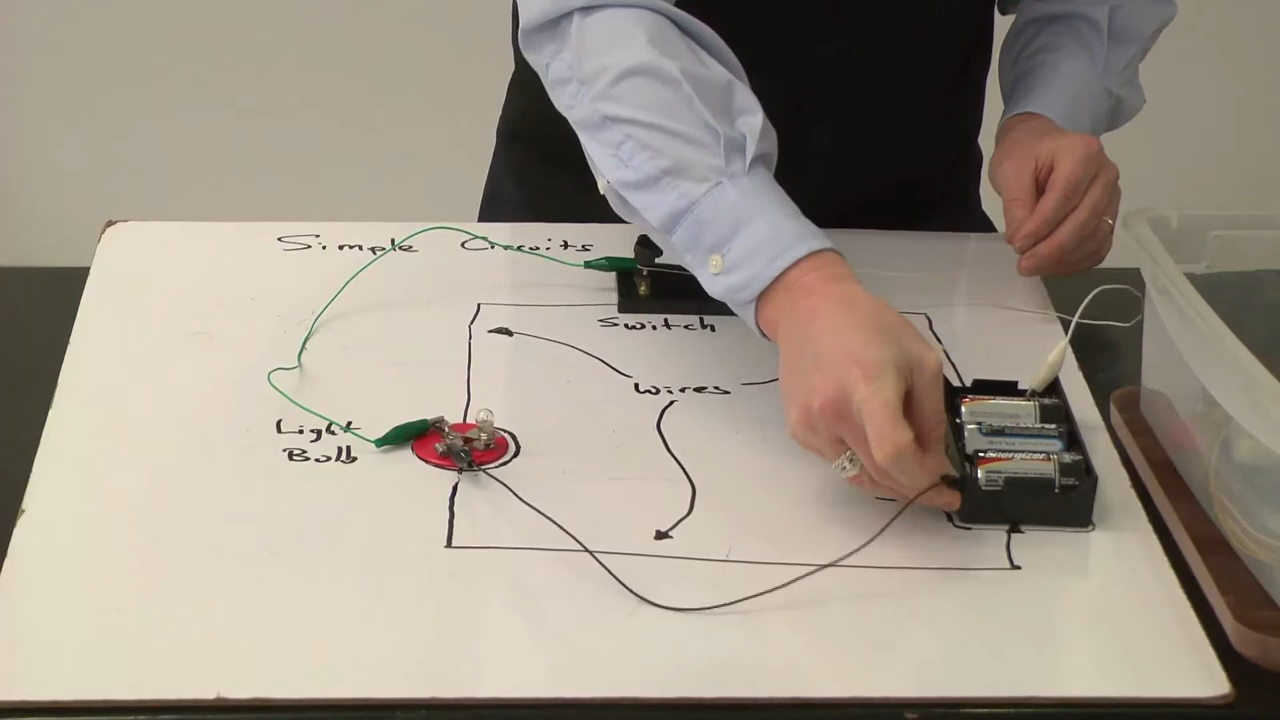 Simple Circuits
Switch
Wires
Light
Bulb
Energizer